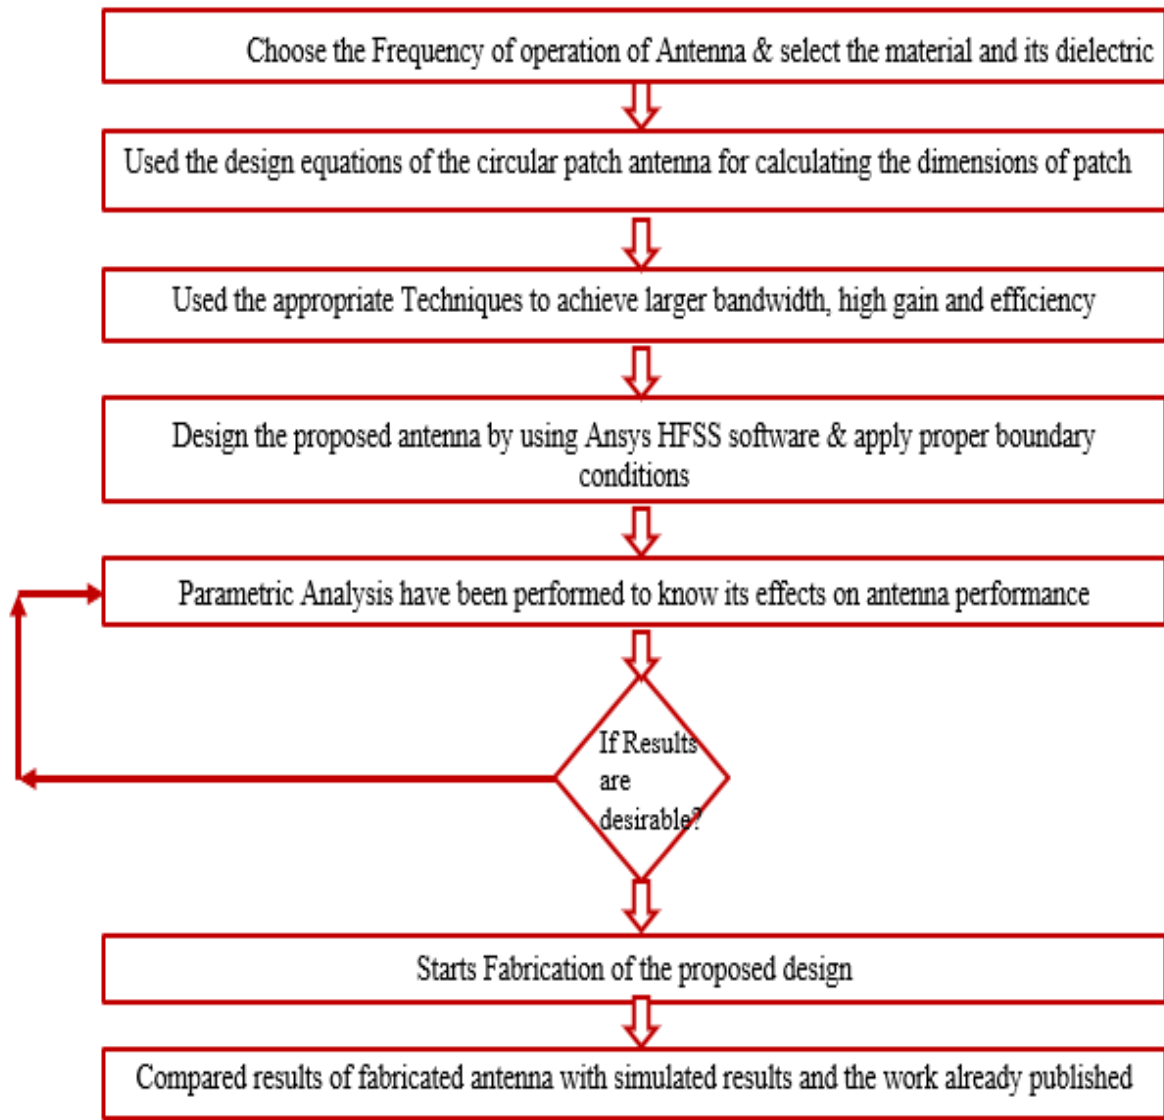 Choose the Frequency of operation of Antenna & select the material and its dielectric
Used the design equations of the circular patch antenna for calculating the dimensions of patch
Used the appropriate Techniques to achieve larger bandwidth, high gain and efficiency
Design the proposed antenna by using Ansys HFSS software & apply proper boundary
conditions
Parametric Analysis have been performed to know its effects on antenna performance
If Results
are
desirable?
Starts Fabrication of the proposed design
Compared results of fabricated antenna with simulated results and the work already published